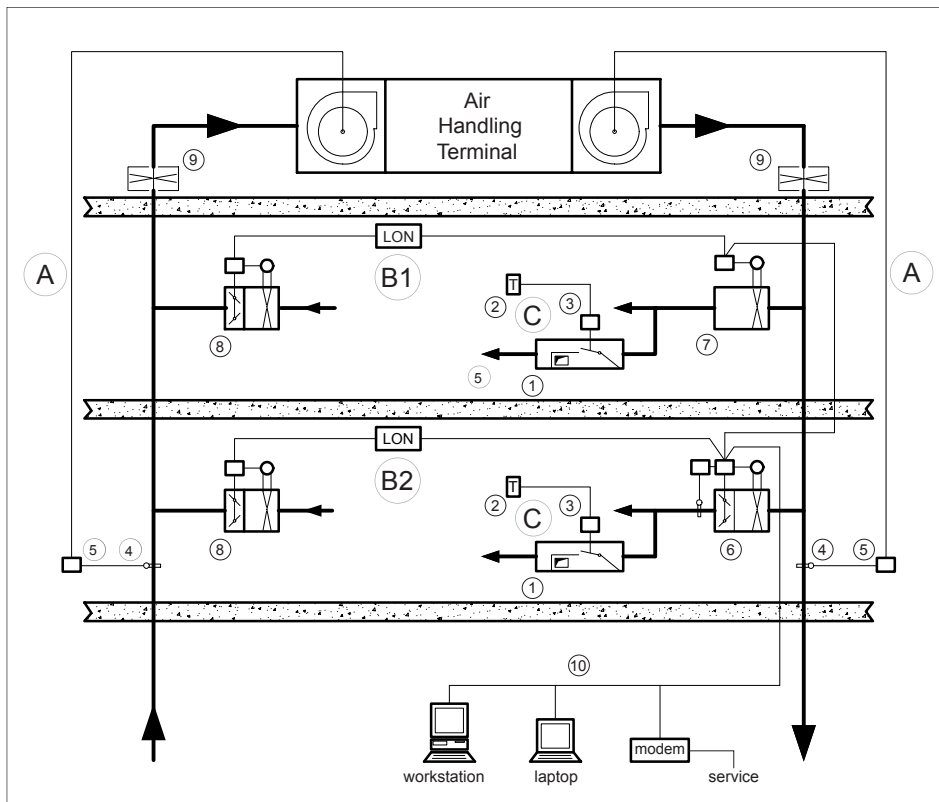 Air
Handling
Terminal
9
9
LON
A
B1
A
2
T
C
3
8
7
5
1
LON
B2
2
T
C
3
8
6
5
4
4
5
1
10
workstation
laptop
modem
service